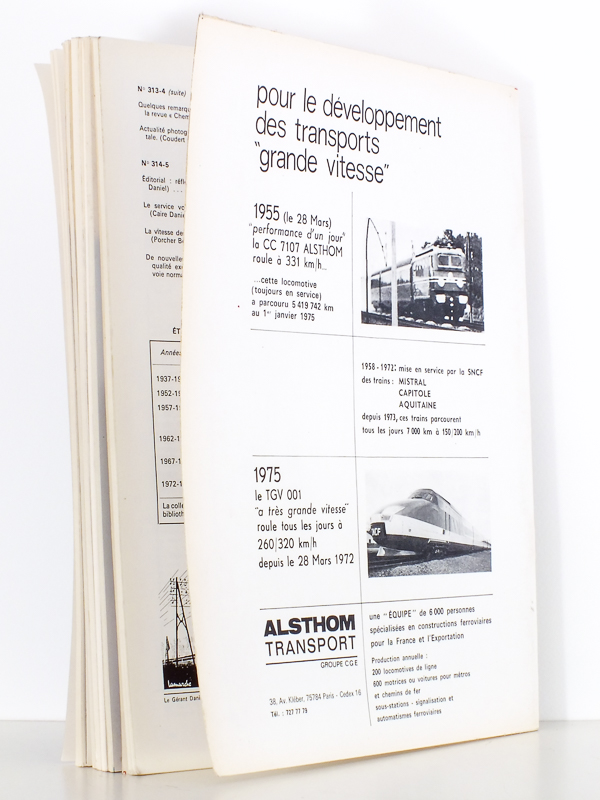 N° 313-4 (suite)
Quelques remarq
la revue « Chem
Actualité photog
tale. (Coudert
N° 314-5
Éditorial : réfl
Daniel) ...
Le service vo
(Caire Danie
La vitesse de
(Porcher Be
De nouvelle
qualité ex
voie norma
ÉT
Années
1937-1
1952-1
1957-1
1962-1
1967-1
1972-1
La colle
biblioth
lamarche
Le Gérant Dani
pour le développement
des transports
"grande vitesse"
1955 (le 28 Mars)
"performance d'un jour"
la CC 7107 ALSTHOM
roule à 331 km/h...
...cette locomotive
(toujours en service)
a parcouru 5 419 742 km
au 1er janvier 1975
1958-1972: mise en service par la SNCF
des trains : MISTRAL
CAPITOLE
AQUITAINE
depuis 1973, ces trains parcourent
tous les jours 7 000 km à 150/200 km/h
1975
le TGV 001
"a très grande vitesse"
roule tous les jours à
260/320 km/h
depuis le 28 Mars 1972
NCF
ALSTHOM
TRANSPORT
GROUPE C G E
38, Av. Kléber, 75784 Paris - Cedex 16
Tél. : 727 77 79
une "ÉQUIPE" de 6 000 personnes
spécialisées en constructions ferroviaires
pour la France et l'Exportation
Production annuelle :
200 locomotives de ligne
600 motrices ou voitures pour métros
et chemins de fer
sous-stations - signalisation et
automatismes ferroviaires